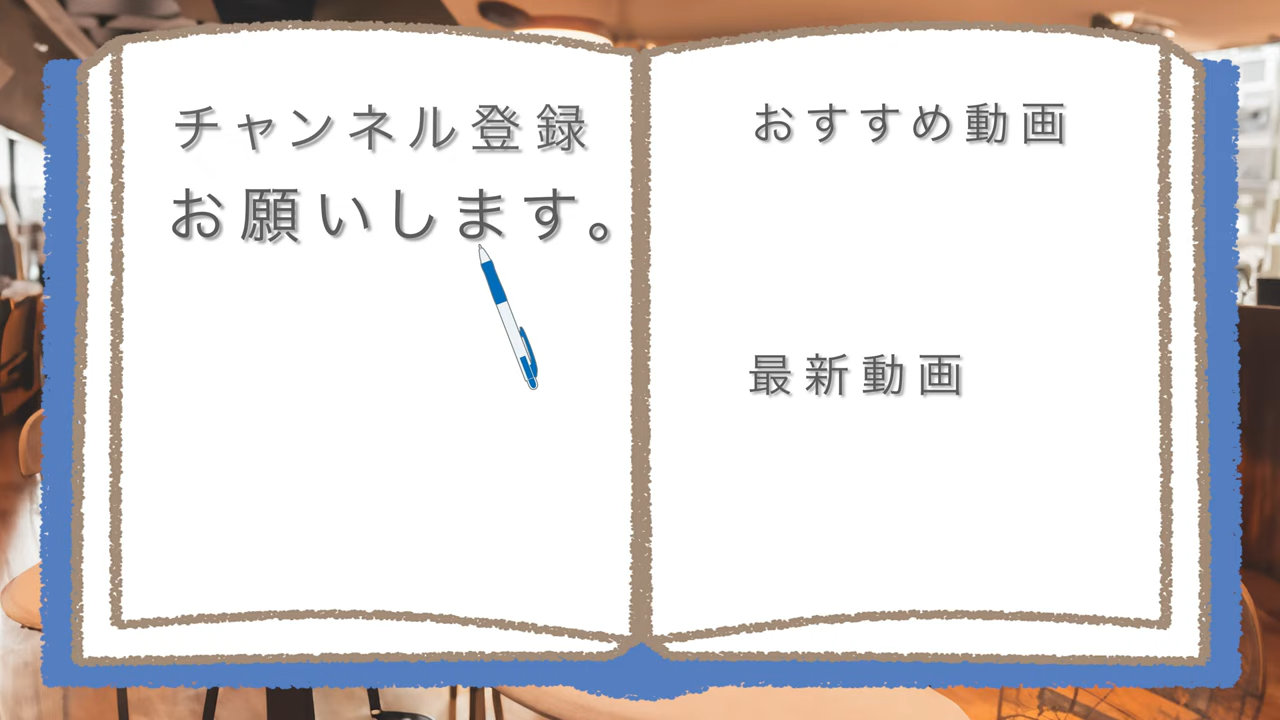 チャンネル登録
お願いします。
おすすめ動画
最新動画